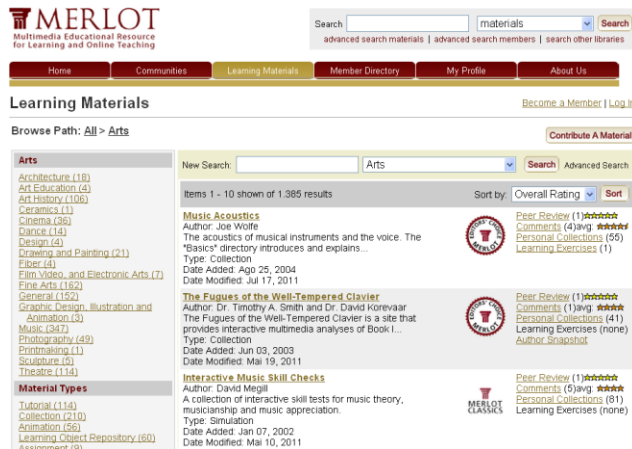 MERLOT
Multimedia Educational Resource
for Learning and Online Teaching
Search materials Search
advanced search materials | advanced search members | search other libraries
Home Communities Learning Materials Member Directory My Profile About Us
Learning Materials
Become a Member | Log In
Browse Path: All > Arts
Contribute A Material
Arts
Architecture (18)
Art Education (4)
Art History (106)
Ceramics (1)
Cinema (36)
Dance (14)
Design (4)
Drawing and Painting (21)
Fiber (4)
Film, Video, and Electronic Arts (7)
Fine Arts (162)
General (152)
Graphic Design, Illustration and
Animation (3)
Music (347)
Photography (49)
Printmaking (1)
Sculpture (5)
Theatre (114)
Material Types
Tutorial (114)
Collection (210)
Animation (56)
Learning Object Repository (60)
Assignment (9)
New Search: Arts Search Advanced Search
Items 1 - 10 shown of 1.385 results
Sort by: Overall Rating Sort
Music Acoustics
Author: Joe Wolfe
The acoustics of musical instruments and the voice. The
"Basics" directory introduces and explains...
Type: Collection
Date Added: Ago 25, 2004
Date Modified: Jul 17, 2011
EDITORS' CHOICE
MERLOT
Peer Review (1)
Comments (4)avg:
Personal Collections (55)
Learning Exercises (1)
The Fugues of the Well-Tempered Clavier
Author: Dr. Timothy A. Smith and Dr. David Korevaar
The Fugues of the Well-Tempered Clavier is a site that
provides interactive multimedia analyses of Book I...
Type: Collection
Date Added: Jun 03, 2003
Date Modified: Mai 19, 2011
EDITORS' CHOICE
MERLOT
Peer Review (1)
Comments (1)avg:
Personal Collections (41)
Learning Exercises (none)
Author Snapshot
Interactive Music Skill Checks
Author: David Megill
A collection of interactive skill tests for music theory,
musicianship and music appreciation.
Type: Simulation
Date Added: Jan 07, 2002
Date Modified: Mai 10, 2011
MERLOT
CLASSICS
Peer Review (1)
Comments (5)avg:
Personal Collections (81)
Learning Exercises (none)